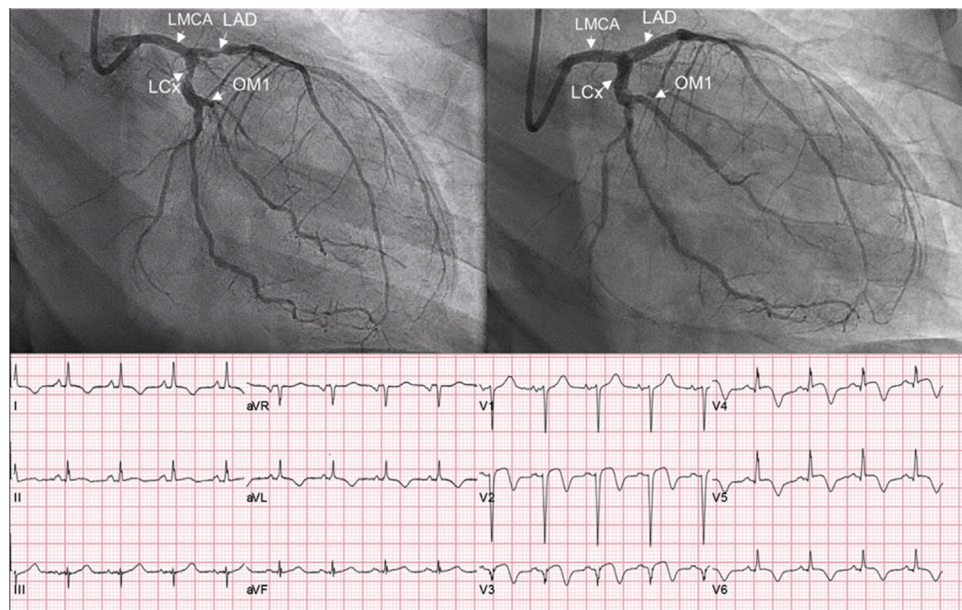 LMCA LAD
LCx OM1
LMCA LAD
LCx OM1
I aVR V1 V4
II aVL V2 V5
III aVF V3 V6